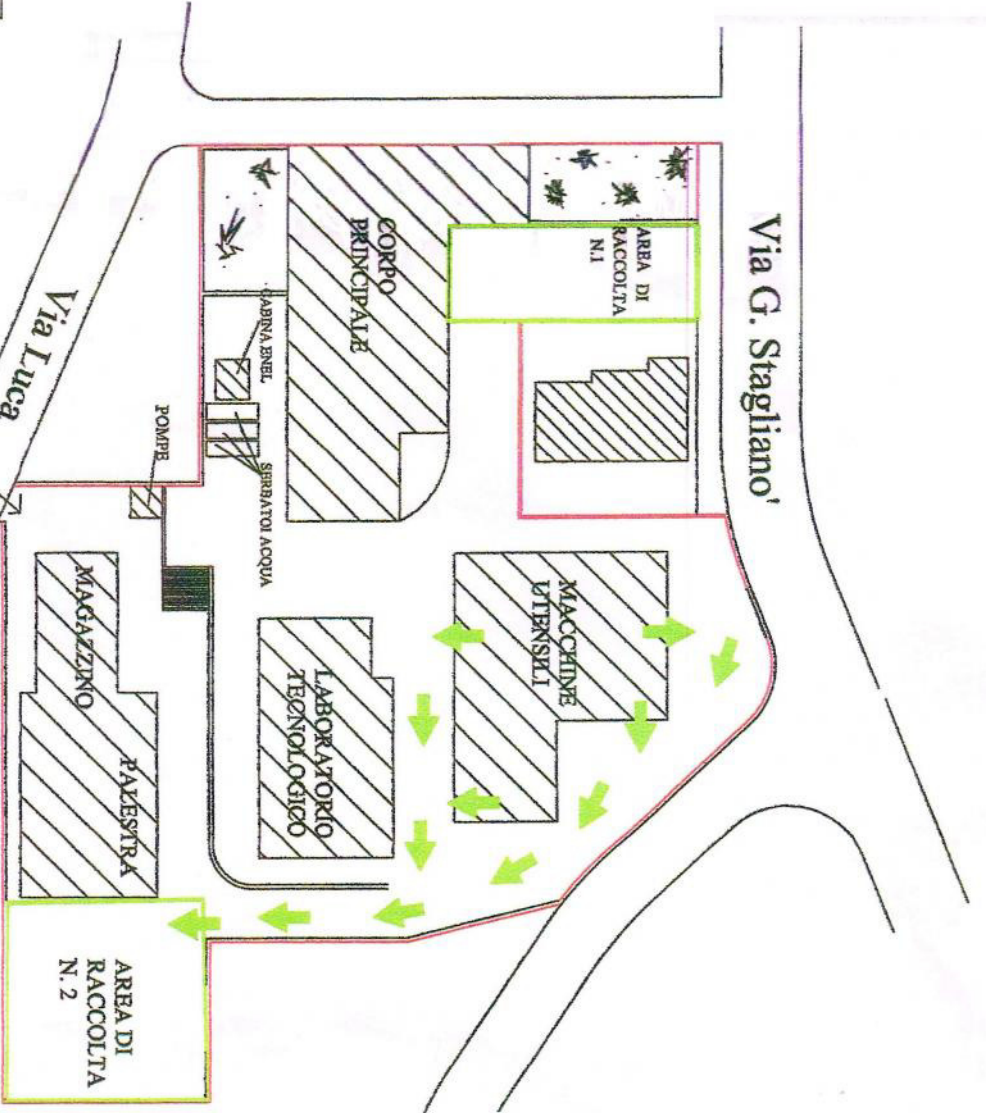 Via G. Stagliano'
AREA DI
RACCOLTA
N.1
CORPO
PRINCIPALE
CABINA ENEL
SERBATOI ACQUA
POMPE
Via Luca
MACCHINE
UTENSILI
LABORATORIO
TECNOLOGICO
MAGAZZINO
PALESTRA
AREA DI
RACCOLTA
N. 2